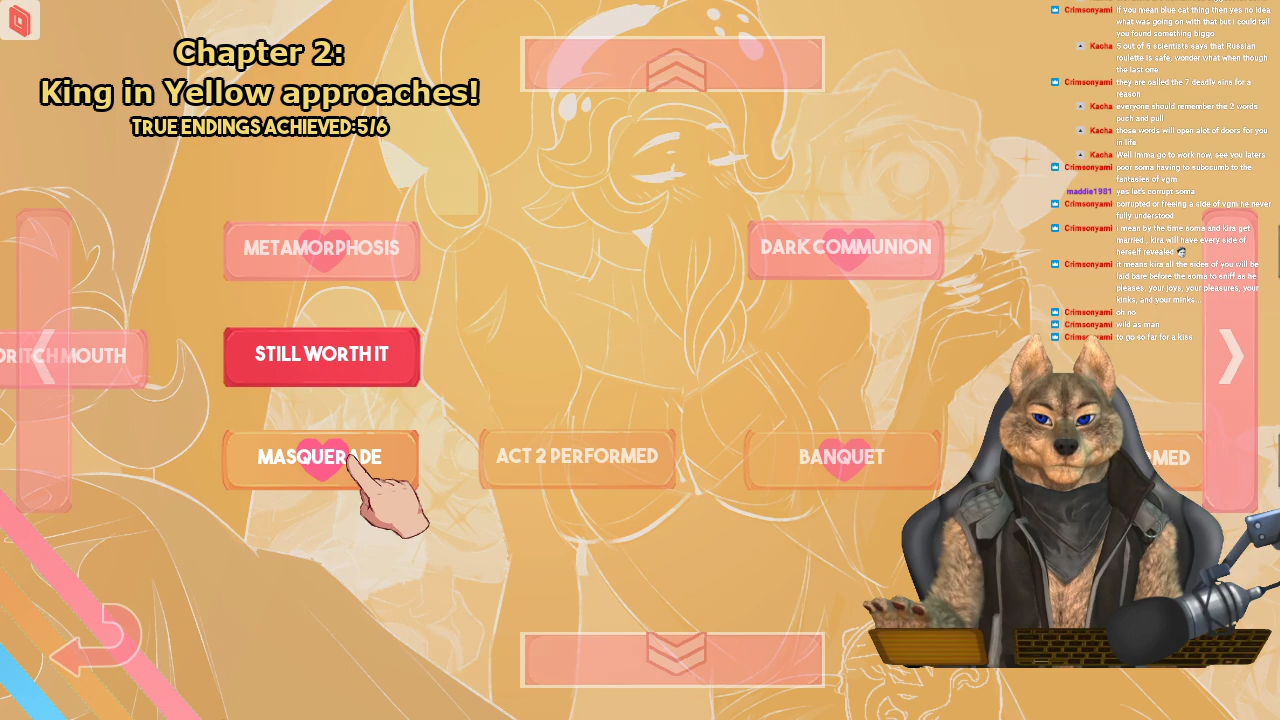 Chapter 2:
King in Yellow approaches!
TRUE ENDINGS ACHIEVED:5/6
METAMORPHOSIS
DARK COMMUNION
DRITCH MOUTH
STILL WORTH IT
MASQUERADE
ACT 2 PERFORMED
BANQUET
RMED
Crimsonyami if you mean blue cat thing then yes no idea
what was going on with that but i could tell
you found something biggo
Kacha 5 out of 6 scientists says that Russian
roulette is safe, wonder what when though
the last one
Crimsonyami they are called the 7 deadly sins for a
reason
Kacha everyone should remember the 2 words
push and pull
Kacha those words will open alot of doors for you
in life
Kacha Well imma go to work now, see you laters
Crimsonyami poor soma having to subscumb to the
fantasies of vgm
maddie1981 yes let's corrupt soma
Crimsonyami corrupted or freeing a side of vgm he never
fully understood
Crimsonyami i mean by the time soma and kira get
married , kira will have every side of
herself revealed
Crimsonyami it means kira all the sides of you will be
laid bare before the soma to sniff as he
pleases, your joys, your pleasures, your
kinks, and your minks...
Crimsonyami oh no
Crimsonyami wild as man
Crimsonyami to go so far for a kiss